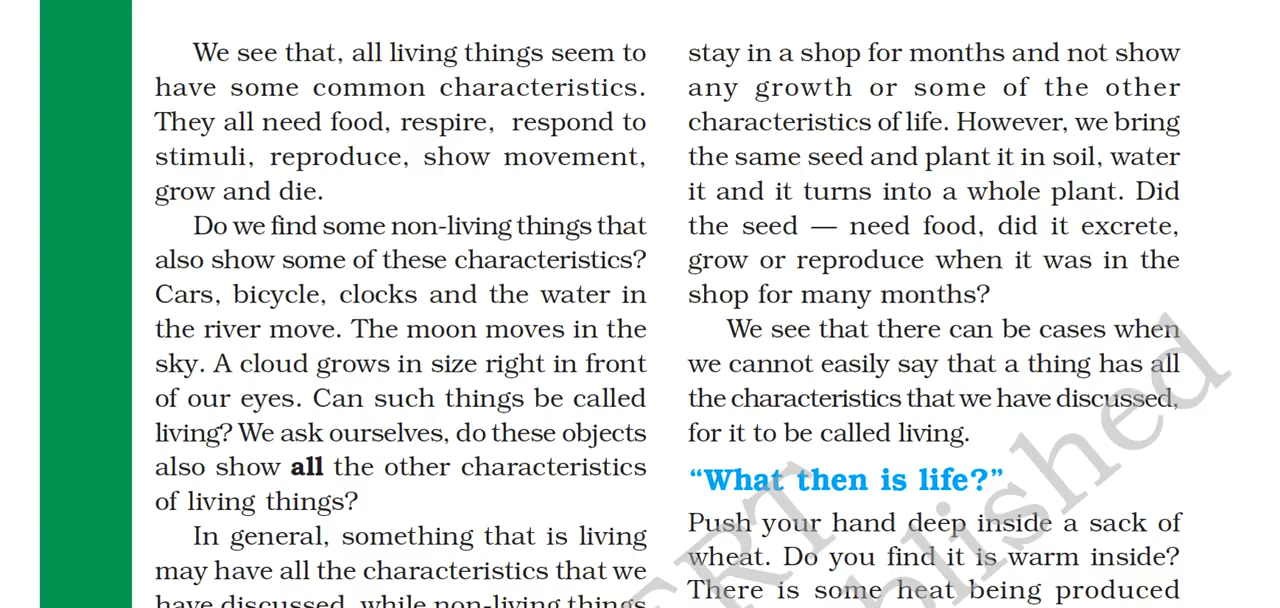 We see that, all living things seem to
have some common characteristics.
They all need food, respire, respond to
stimuli, reproduce, show movement,
grow and die.
Do we find some non-living things that
also show some of these characteristics?
Cars, bicycle, clocks and the water in
the river move. The moon moves in the
sky. A cloud grows in size right in front
of our eyes. Can such things be called
living? We ask ourselves, do these objects
also show all the other characteristics
of living things?
In general, something that is living
may have all the characteristics that we
have discussed, while non-living things
stay in a shop for months and not show
any growth or some of the other
characteristics of life. However, we bring
the same seed and plant it in soil, water
it and it turns into a whole plant. Did
the seed — need food, did it excrete,
grow or reproduce when it was in the
shop for many months?
We see that there can be cases when
we cannot easily say that a thing has all
the characteristics that we have discussed,
for it to be called living.
“What then is life?”
Push your hand deep inside a sack of
wheat. Do you find it is warm inside?
There is some heat being produced